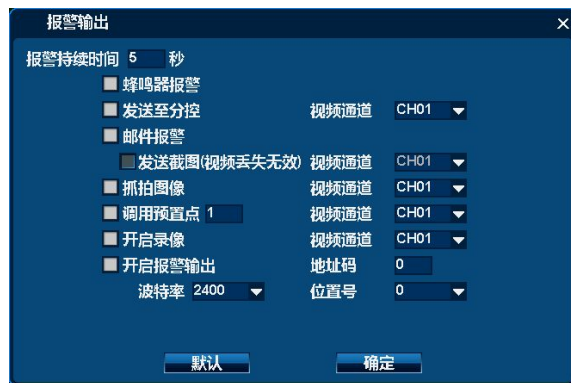 报警输出 ×
报警持续时间 5 秒
蜂鸣器报警
发送至分控 视频通道 CH01
邮件报警
发送截图(视频丢失无效) 视频通道 CH01
抓拍图像 视频通道 CH01
调用预置点 1 视频通道 CH01
开启录像 视频通道 CH01
开启报警输出 地址码 0
波特率 2400 位置号 0
默认 确定